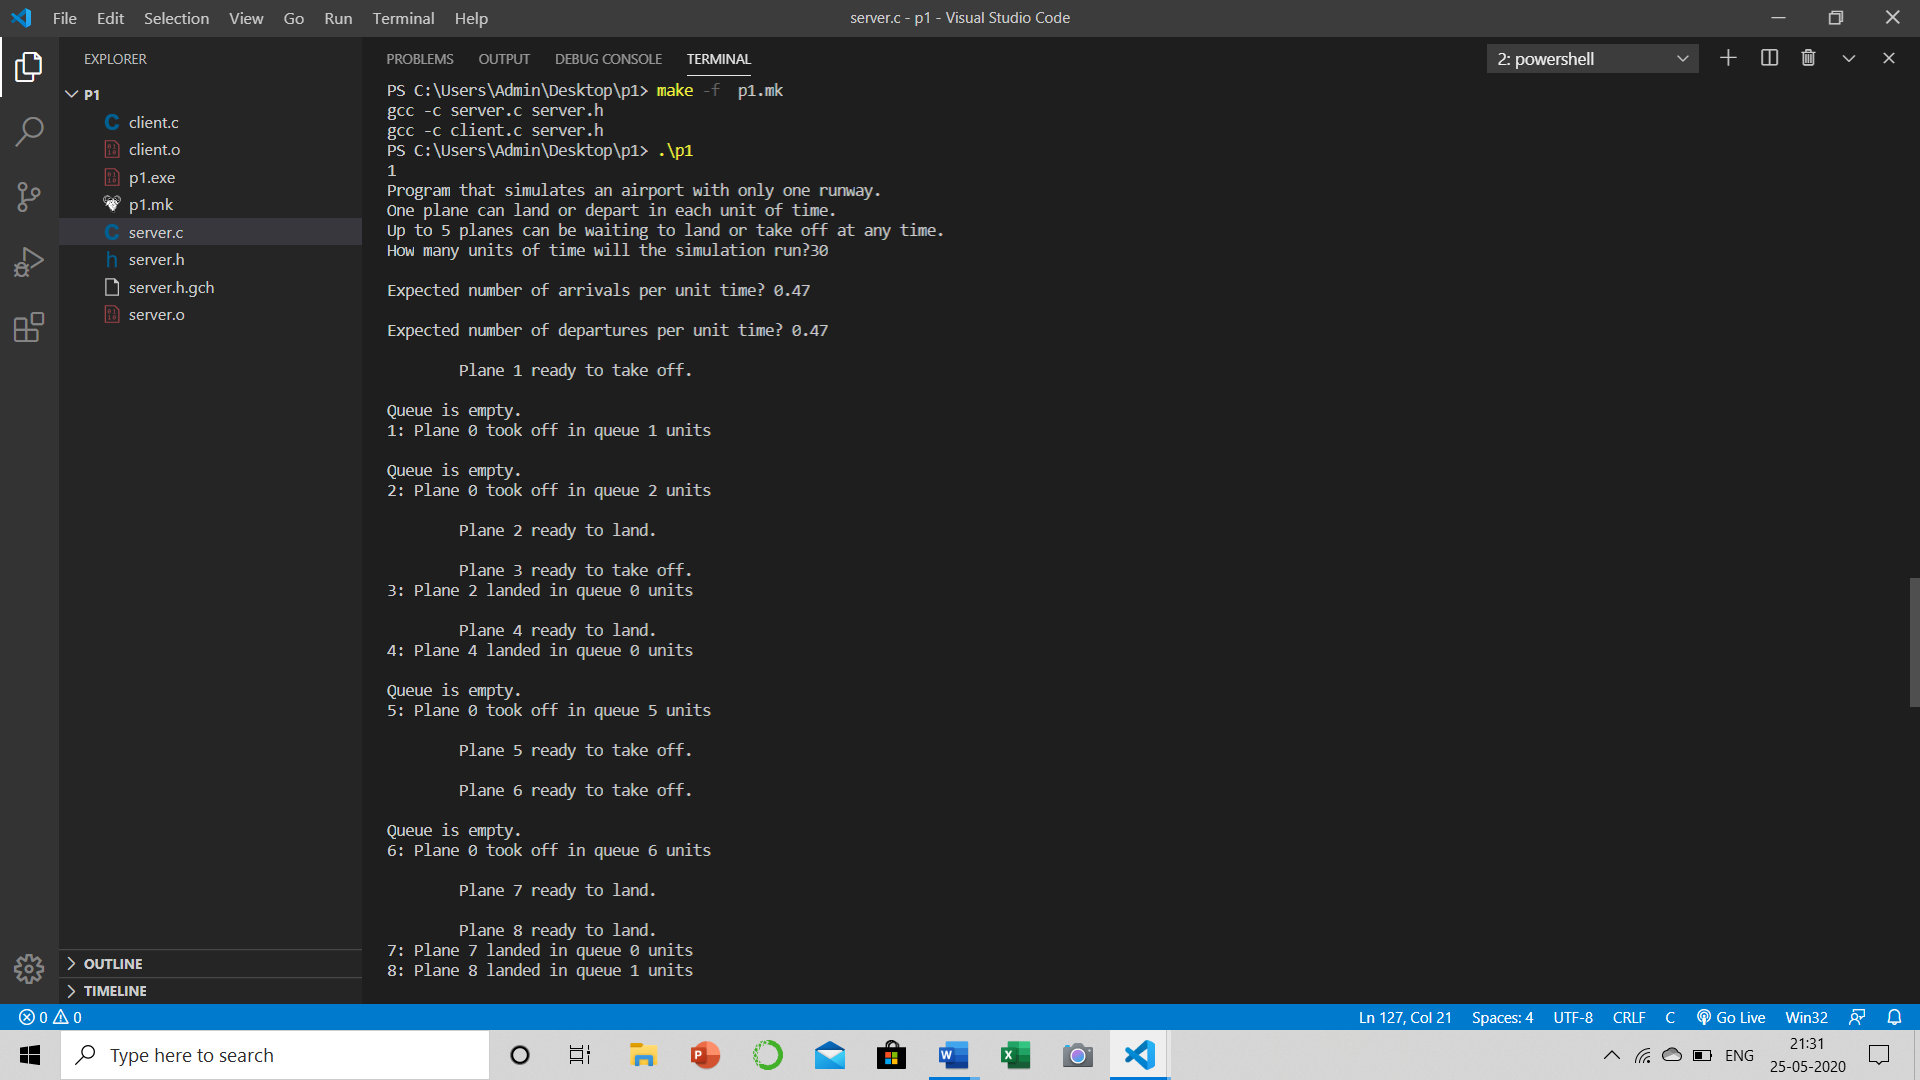 File Edit Selection View Go Run Terminal Help
server.c - p1 - Visual Studio Code
EXPLORER
P1
client.c
client.o
p1.exe
p1.mk
server.c
server.h
server.h.gch
server.o
OUTLINE
TIMELINE
PROBLEMS OUTPUT DEBUG CONSOLE TERMINAL
2: powershell
PS C:\Users\Admin\Desktop\p1> make -f  p1.mk
gcc -c server.c server.h
gcc -c client.c server.h
PS C:\Users\Admin\Desktop\p1> .\p1
1
Program that simulates an airport with only one runway.
One plane can land or depart in each unit of time.
Up to 5 planes can be waiting to land or take off at any time.
How many units of time will the simulation run?30
Expected number of arrivals per unit time? 0.47
Expected number of departures per unit time? 0.47
Plane 1 ready to take off.
Queue is empty.
1: Plane 0 took off in queue 1 units
Queue is empty.
2: Plane 0 took off in queue 2 units
Plane 2 ready to land.
Plane 3 ready to take off.
3: Plane 2 landed in queue 0 units
Plane 4 ready to land.
4: Plane 4 landed in queue 0 units
Queue is empty.
5: Plane 0 took off in queue 5 units
Plane 5 ready to take off.
Plane 6 ready to take off.
Queue is empty.
6: Plane 0 took off in queue 6 units
Plane 7 ready to land.
Plane 8 ready to land.
7: Plane 7 landed in queue 0 units
8: Plane 8 landed in queue 1 units
0 0
Ln 127, Col 21 Spaces: 4 UTF-8 CRLF C Go Live Win32
Type here to search
ENG
21:31
25-05-2020